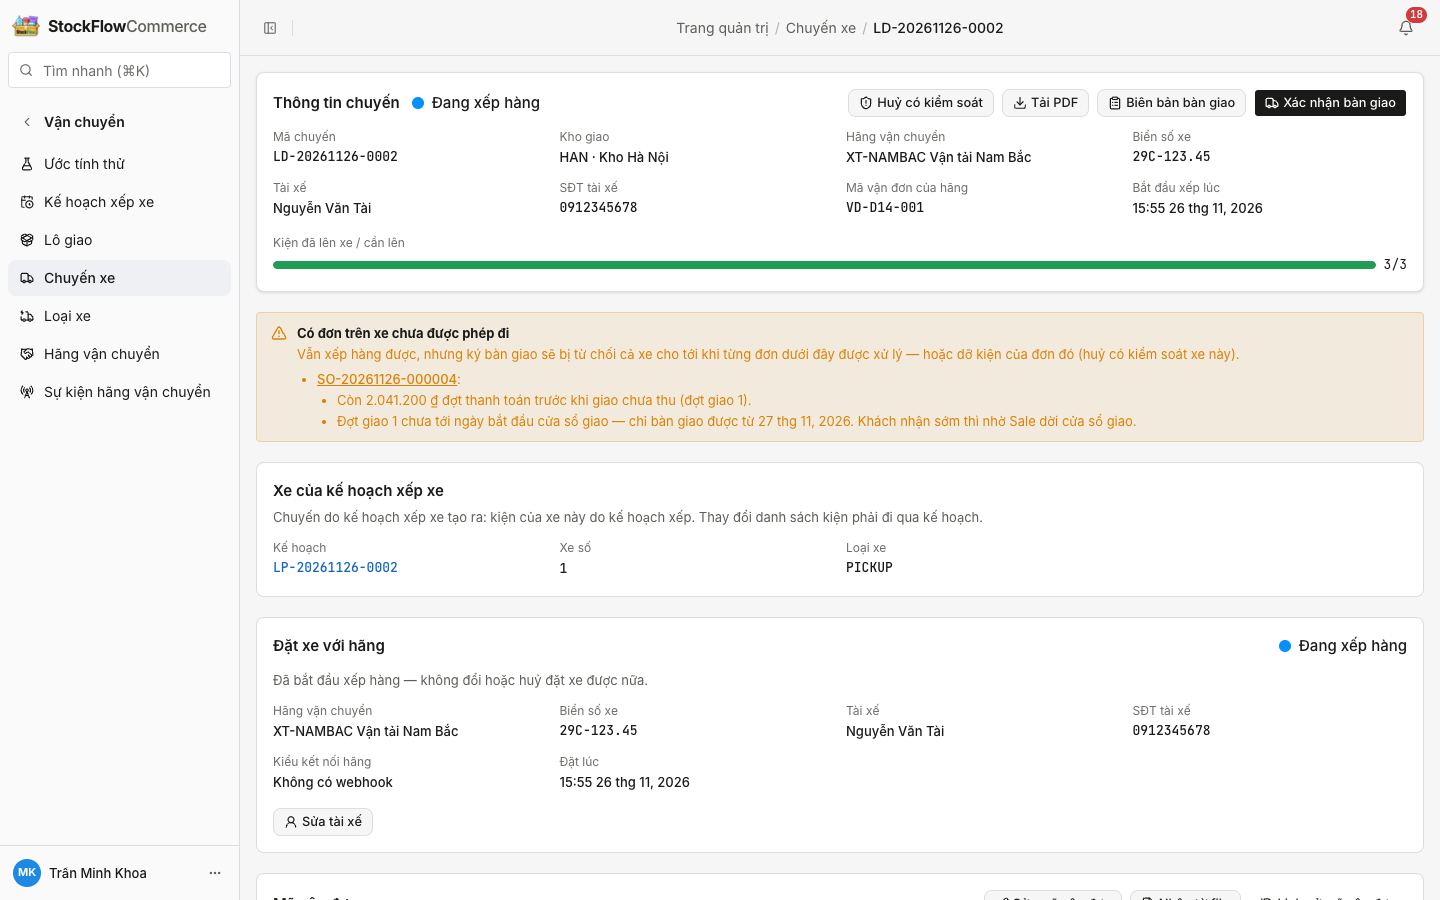 StockFlowCommerce
Tìm nhanh (⌘K)
Vận chuyển
Ước tính thử
Kế hoạch xếp xe
Lô giao
Chuyến xe
Loại xe
Hãng vận chuyển
Sự kiện hãng vận chuyển
MK
Trần Minh Khoa
Trang quản trị / Chuyến xe / LD-20261126-0002
18
Thông tin chuyến
Đang xếp hàng
Huỷ có kiểm soát
Tải PDF
Biên bản bàn giao
Xác nhận bàn giao
Mã chuyến
LD-20261126-0002
Kho giao
HAN · Kho Hà Nội
Hãng vận chuyển
XT-NAMBAC Vận tải Nam Bắc
Biển số xe
29C-123.45
Tài xế
Nguyễn Văn Tài
SĐT tài xế
0912345678
Mã vận đơn của hãng
VD-D14-001
Bắt đầu xếp lúc
15:55 26 thg 11, 2026
Kiện đã lên xe / cần lên
3/3
Có đơn trên xe chưa được phép đi
Vẫn xếp hàng được, nhưng ký bàn giao sẽ bị từ chối cả xe cho tới khi từng đơn dưới đây được xử lý — hoặc dỡ kiện của đơn đó (huỷ có kiểm soát xe này).
SO-20261126-000004:
Còn 2.041.200 ₫ đợt thanh toán trước khi giao chưa thu (đợt giao 1).
Đợt giao 1 chưa tới ngày bắt đầu cửa sổ giao — chỉ bàn giao được từ 27 thg 11, 2026. Khách nhận sớm thì nhờ Sale dời cửa sổ giao.
Xe của kế hoạch xếp xe
Chuyến do kế hoạch xếp xe tạo ra: kiện của xe này do kế hoạch xếp. Thay đổi danh sách kiện phải đi qua kế hoạch.
Kế hoạch
LP-20261126-0002
Xe số
1
Loại xe
PICKUP
Đặt xe với hãng
Đang xếp hàng
Đã bắt đầu xếp hàng — không đổi hoặc huỷ đặt xe được nữa.
Hãng vận chuyển
XT-NAMBAC Vận tải Nam Bắc
Biển số xe
29C-123.45
Tài xế
Nguyễn Văn Tài
SĐT tài xế
0912345678
Kiểu kết nối hãng
Không có webhook
Đặt lúc
15:55 26 thg 11, 2026
Sửa tài xế